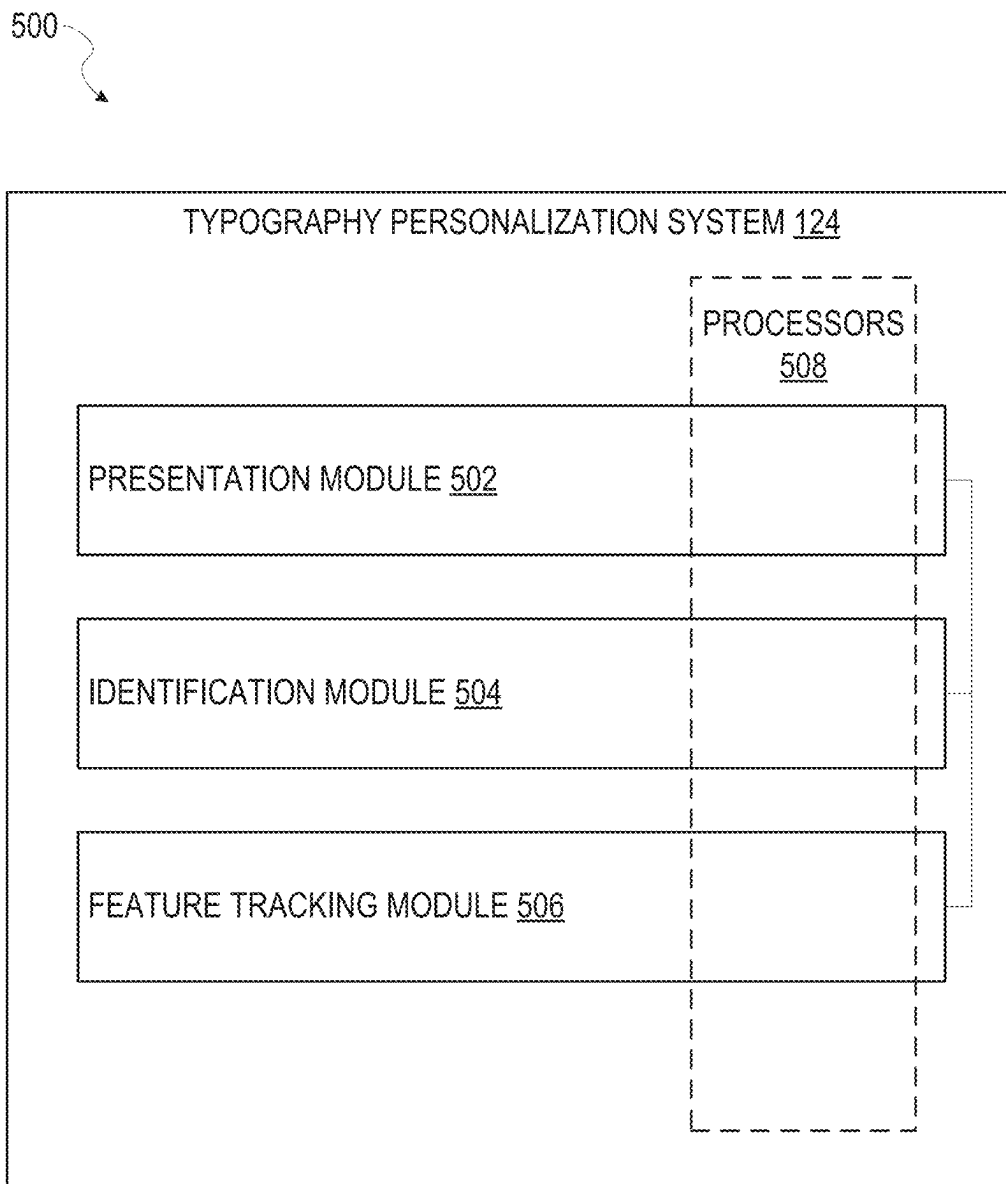 500
TYPOGRAPHY PERSONALIZATION SYSTEM 124
PROCESSORS
508
PRESENTATION MODULE 502
IDENTIFICATION MODULE 504
FEATURE TRACKING MODULE 506